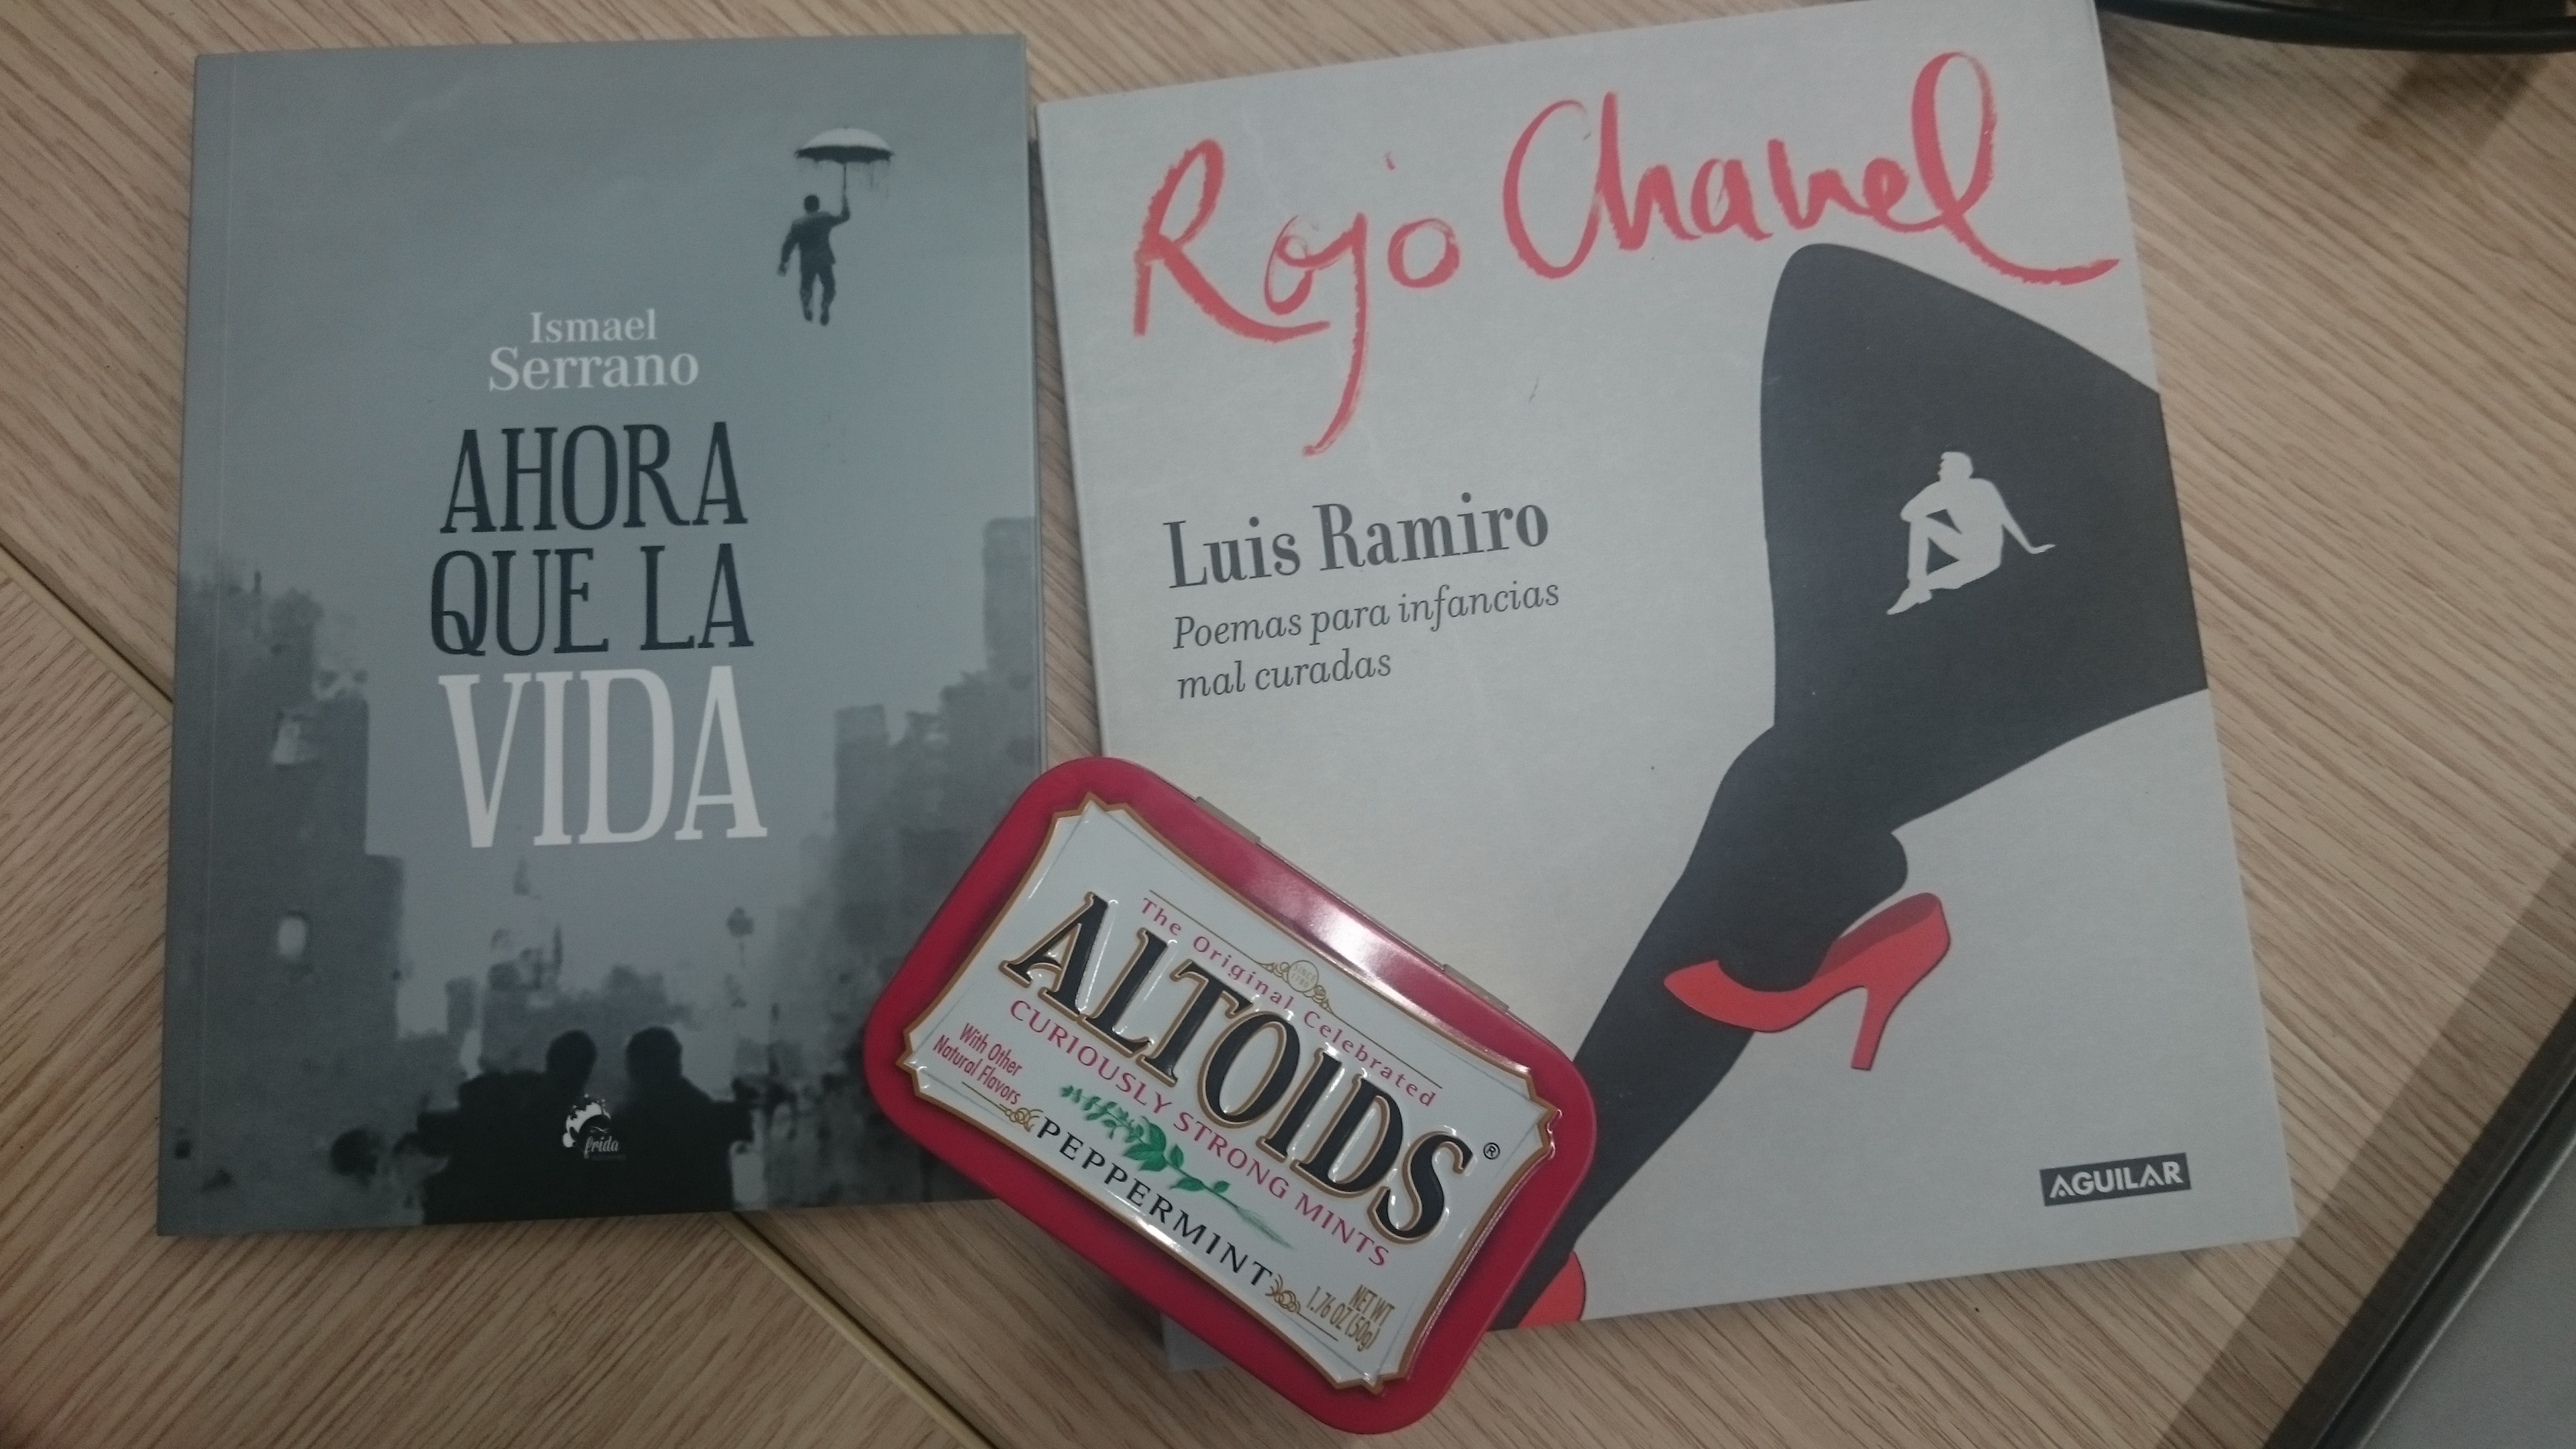 Ismael
Serrano
AHORA
QUE LA
VIDA
frida
Rojo Chanel
Luis Ramiro
Poemas para infancias
mal curadas
AGUILAR
The Original Celebrated
ALTOIDS®
CURIOUSLY STRONG MINTS
With Other
Natural Flavors
PEPPERMINT
NET WT
1.76 OZ (50g)